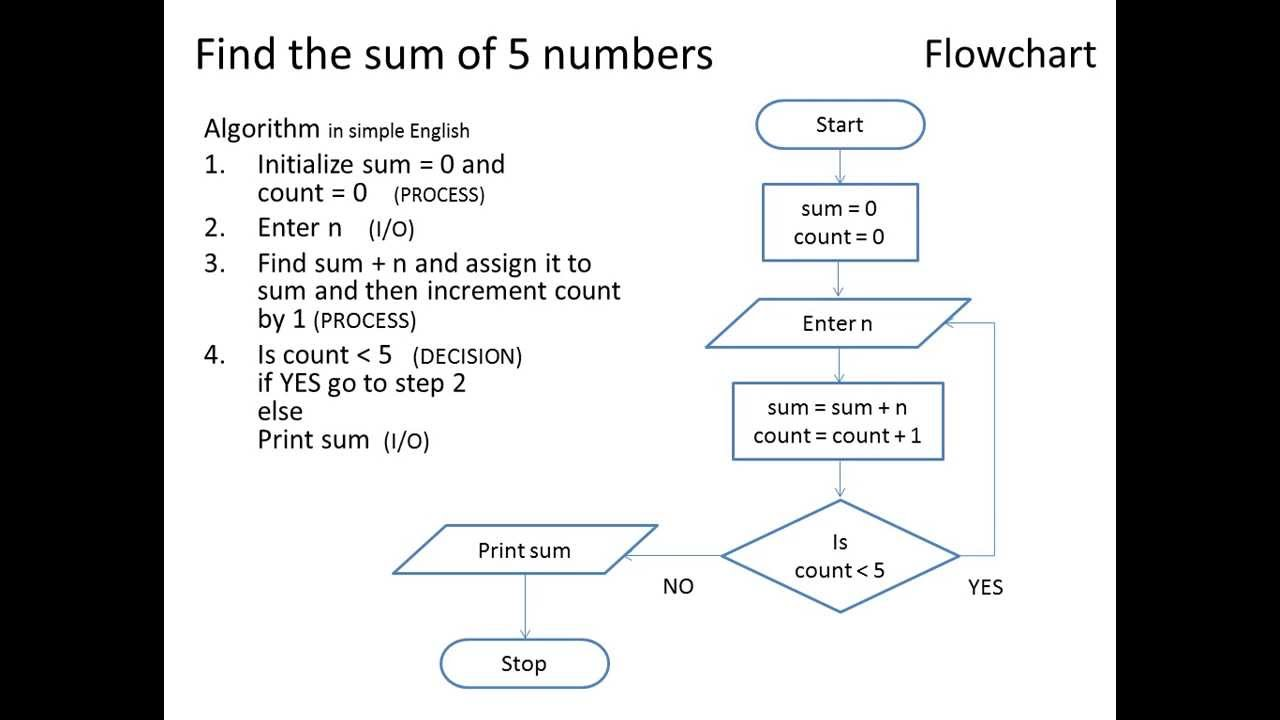 Find the sum of 5 numbers
Flowchart
Algorithm in simple English
1. Initialize sum = 0 and
count = 0 (PROCESS)
2. Enter n (I/O)
3. Find sum + n and assign it to
sum and then increment count
by 1 (PROCESS)
4. Is count < 5 (DECISION)
if YES go to step 2
else
Print sum (I/O)
Start
sum = 0
count = 0
Enter n
sum = sum + n
count = count + 1
Is
count < 5
YES
NO
Print sum
Stop